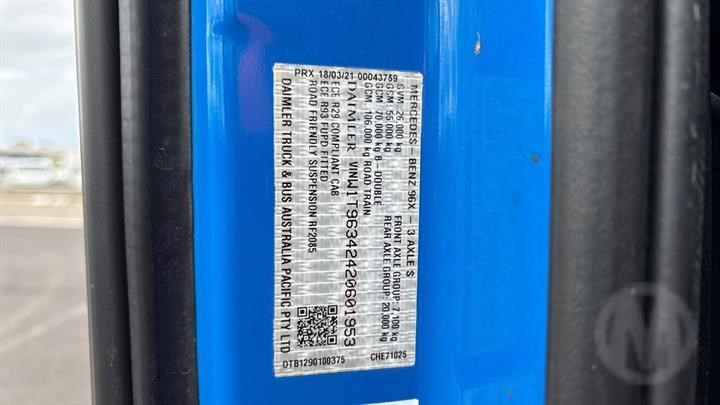 PRX 18/03/21 00043759
MERCEDES-BENZ 96X - 3 AXLE S
GVM: 26,000 kg FRONT AXLE GROUP: 7,100 kg
GCM: 55,000 kg REAR AXLE GROUP: 20,000 kg
GCM: 70,000 kg B-DOUBLE
GCM: 106,000 kg ROAD TRAIN
DAIMLER VINW1T96342420601953
ECE R29 COMPLIANT CAB
ECE R93 FUPD FITTED
ROAD FRIENDLY SUSPENSION RF2085
DAIMLER TRUCK & BUS AUSTRALIA PACIFIC PTY LTD
DTB1290100375 CHE71025
M